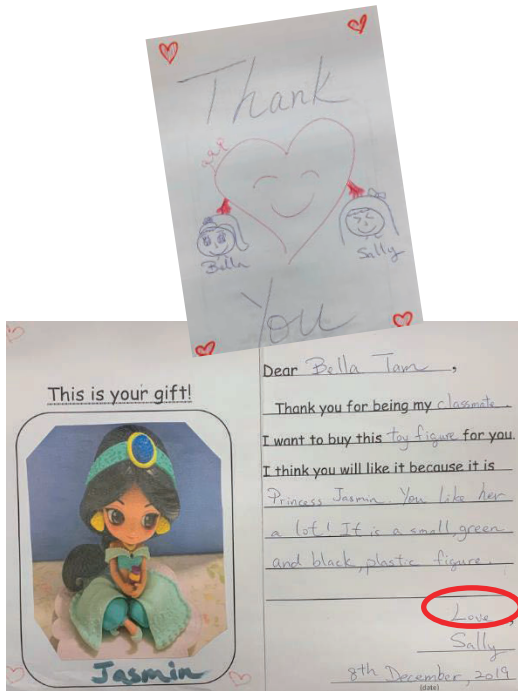 Thank
Bella
Sally
You
This is your gift!
Jasmin
Dear Bella Tam,
Thank you for being my classmate.
I want to buy this toy figure for you.
I think you will like it because it is
Princess Jasmin. You like her
a lot! It is a small, green
and black, plastic figure.
Love,
Sally
8th December, 2019
(date)